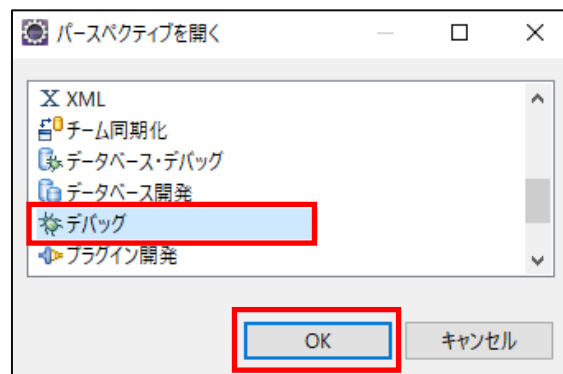 パースペクティブを開く
XML
チーム同期化
データベース・デバッグ
データベース開発
デバッグ
プラグイン開発
OK
キャンセル